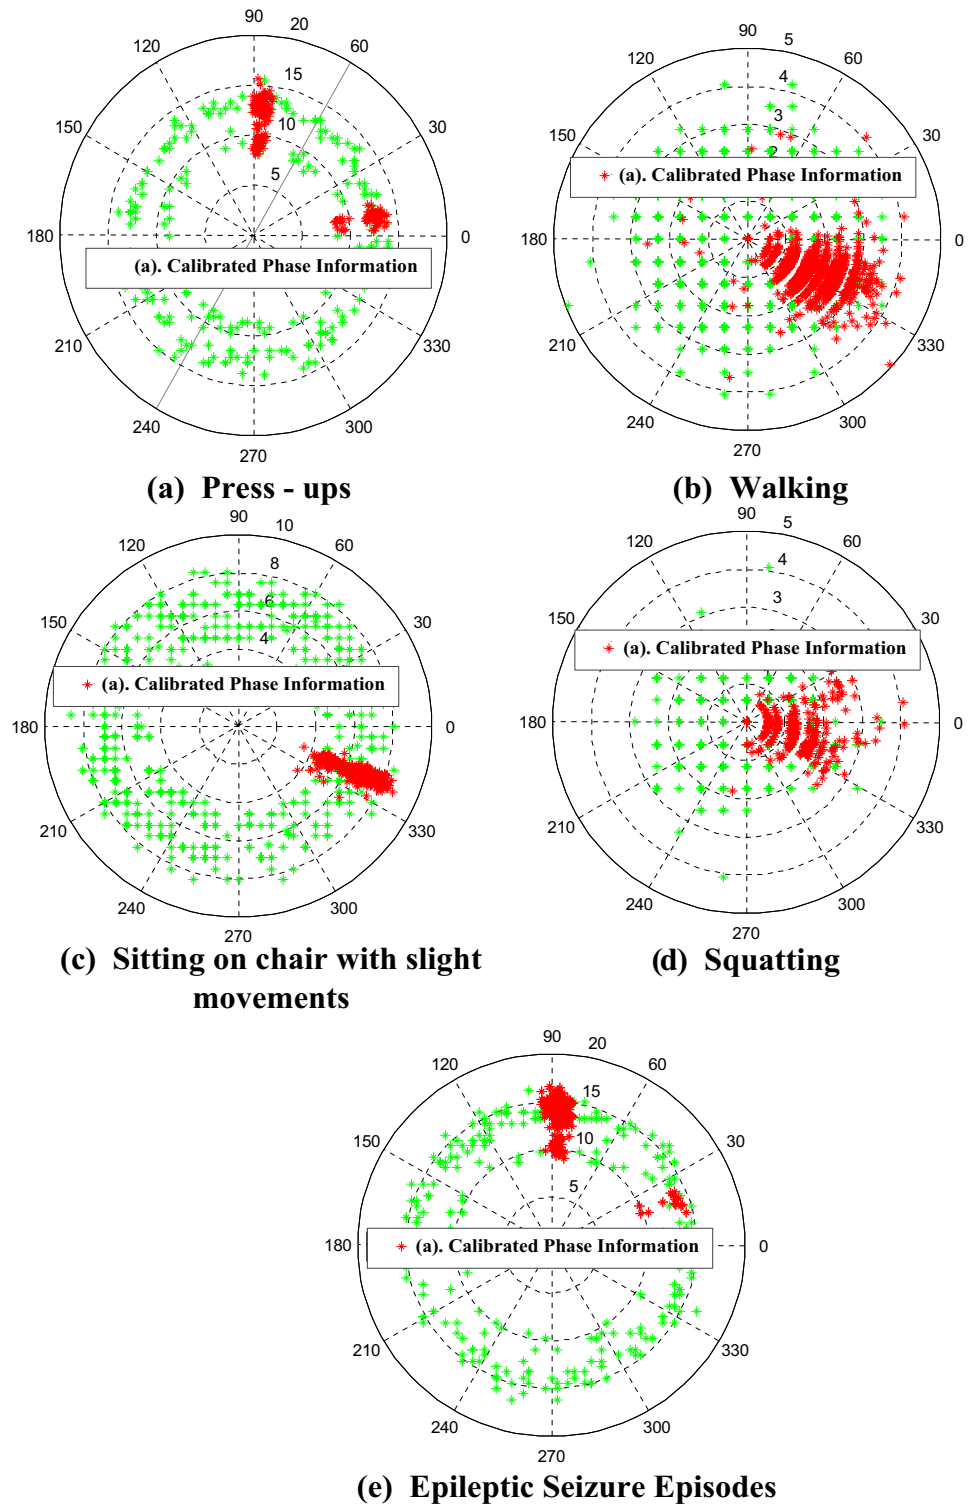 90 20
120 60
15
150 10 30
5
180 0
(a). Calibrated Phase Information
210 330
240 300
270
(a) Press - ups
90 5
120 4 60
3
150 2 30
(a). Calibrated Phase Information
180 0
210 330
240 300
270
(b) Walking
90 10
120 60
8
6
150 4 30
(a). Calibrated Phase Information
180 0
210 330
240 300
270
(c) Sitting on chair with slight
movements
90 5
120 60
4
3
150 30
(a). Calibrated Phase Information
180 0
210 330
240 300
270
(d) Squatting
90 20
120 60
15
150 10 30
5
(a). Calibrated Phase Information
180 0
210 330
240 300
270
(e) Epileptic Seizure Episodes